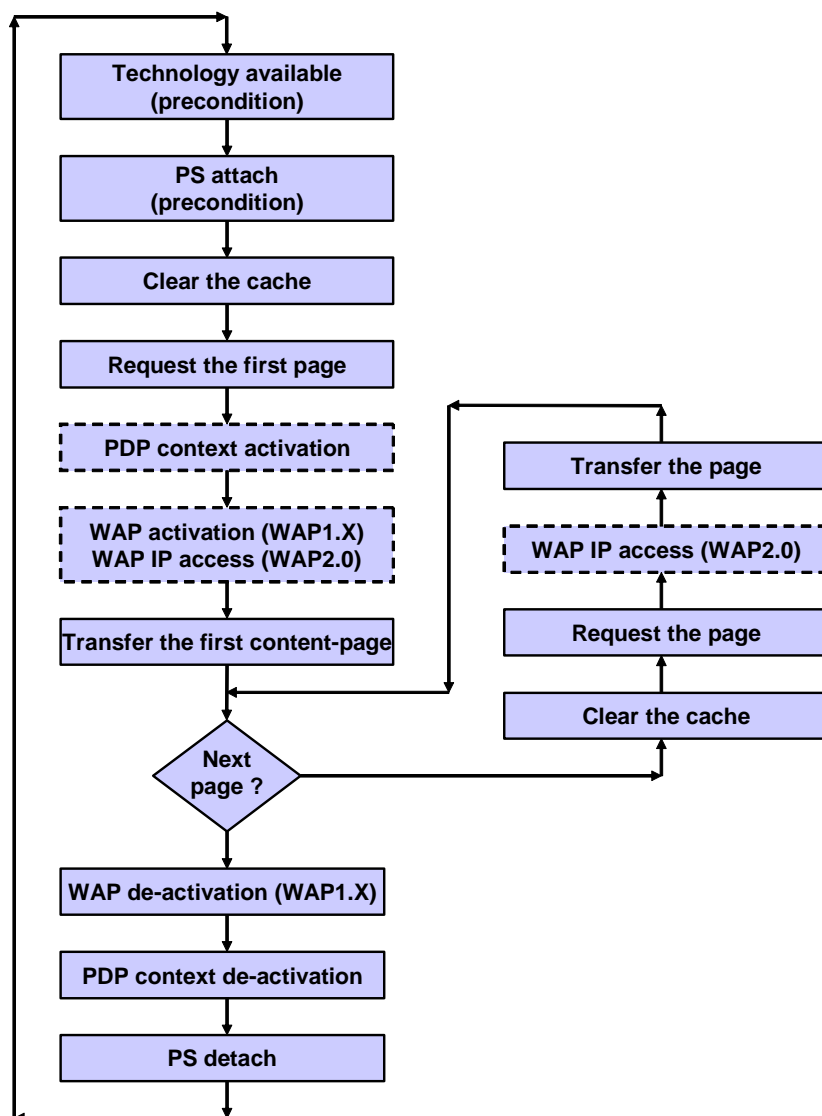 Technology available
(precondition)
PS attach
(precondition)
Clear the cache
Request the first page
PDP context activation
WAP activation (WAP1.X)
WAP IP access (WAP2.0)
Transfer the first content-page
Next
page ?
Transfer the page
WAP IP access (WAP2.0)
Request the page
Clear the cache
WAP de-activation (WAP1.X)
PDP context de-activation
PS detach